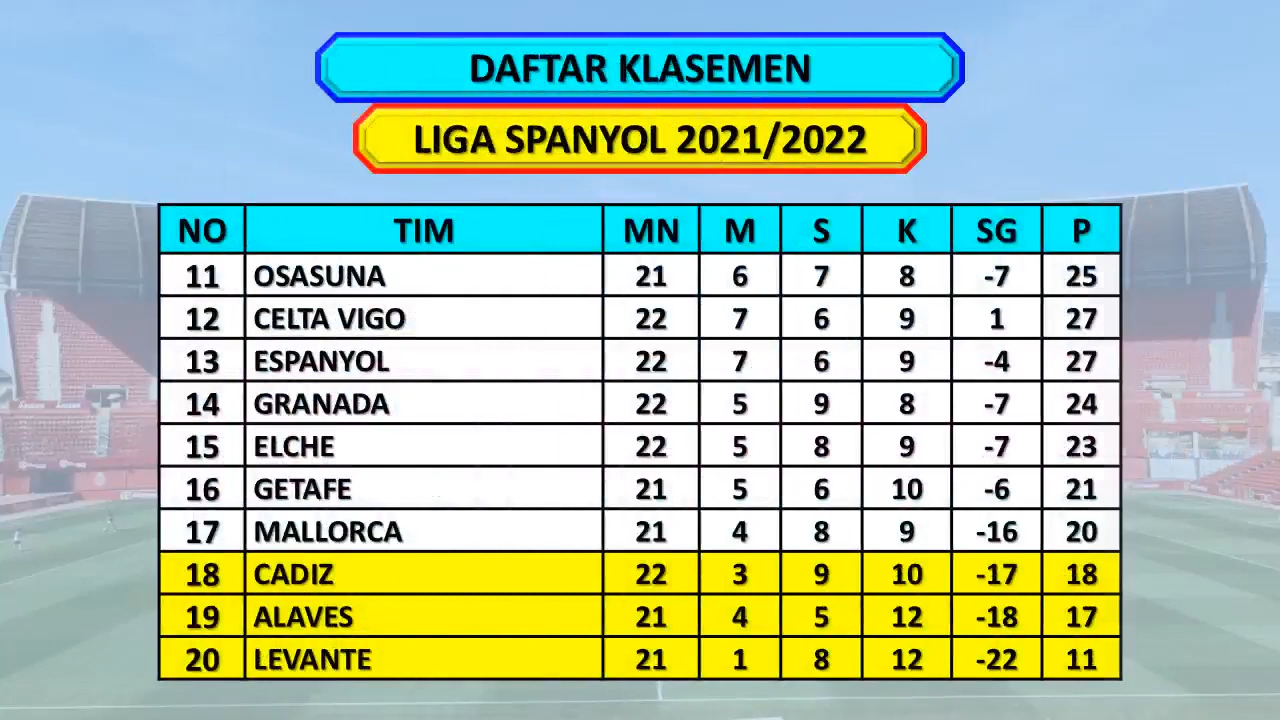 DAFTAR KLASEMEN
LIGA SPANYOL 2021/2022
NO TIM MN M S K SG P
11 OSASUNA 21 6 7 8 -7 25
12 CELTA VIGO 22 7 6 9 1 27
13 ESPANYOL 22 7 6 9 -4 27
14 GRANADA 22 5 9 8 -7 24
15 ELCHE 22 5 8 9 -7 23
16 GETAFE 21 5 6 10 -6 21
17 MALLORCA 21 4 8 9 -16 20
18 CADIZ 22 3 9 10 -17 18
19 ALAVES 21 4 5 12 -18 17
20 LEVANTE 21 1 8 12 -22 11